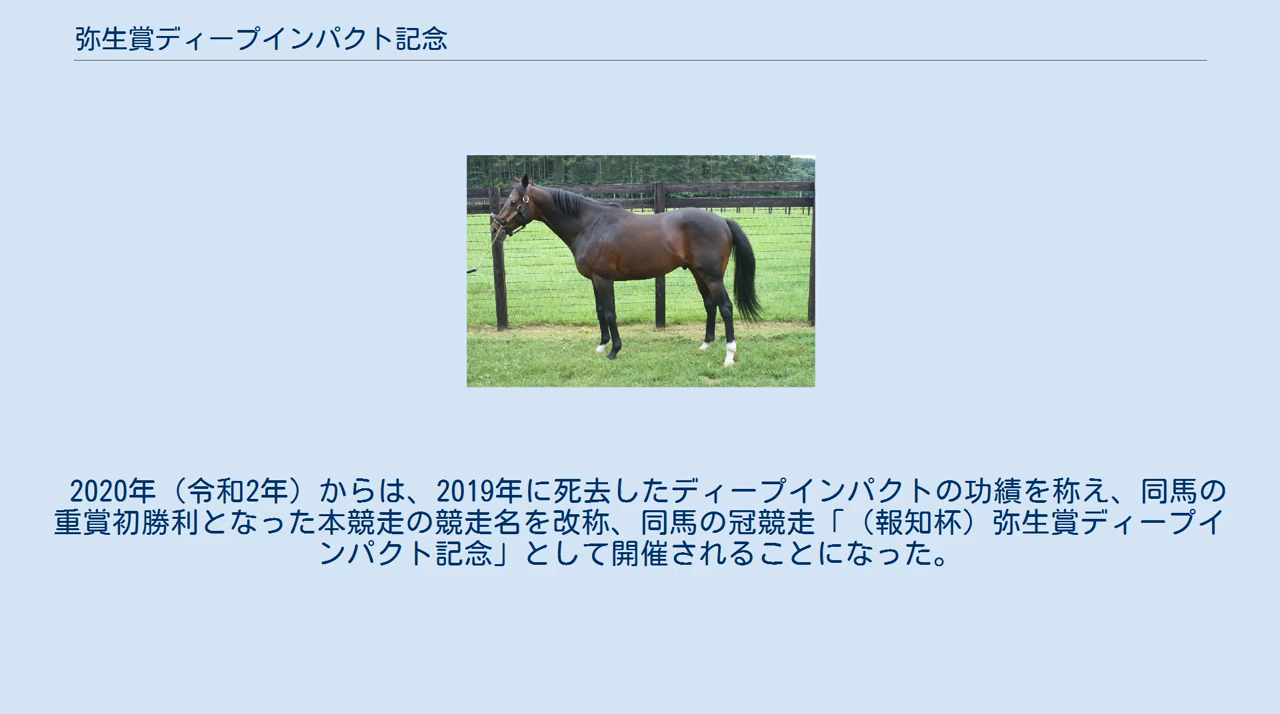 弥生賞ディープインパクト記念
2020年（令和2年）からは、2019年に死去したディープインパクトの功績を称え、同馬の
重賞初勝利となった本競走の競走名を改称、同馬の冠競走「（報知杯）弥生賞ディープイ
ンパクト記念」として開催されることになった。